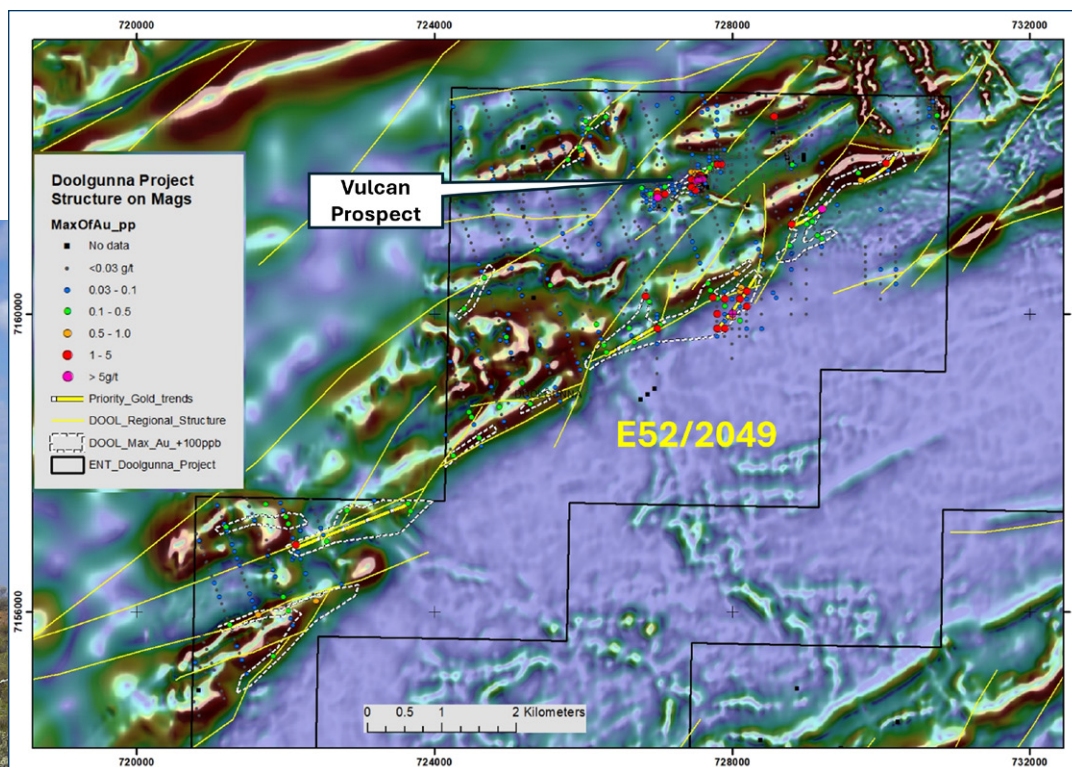 720000
724000
728000
732000
Doolgunna Project
Structure on Mags
MaxOfAu_pp
No data
<0.03 g/t
0.03 - 0.1
0.1 - 0.5
0.5 - 1.0
1 - 5
> 5g/t
Priority_Gold_trends
DOOL_Regional_Structure
DOOL_Max_Au_+100ppb
ENT_Doolgunna_Project
Vulcan
Prospect
7160000
7160000
E52/2049
7156000
7156000
0 0.5 1 2 Kilometers
720000
724000
728000
732000